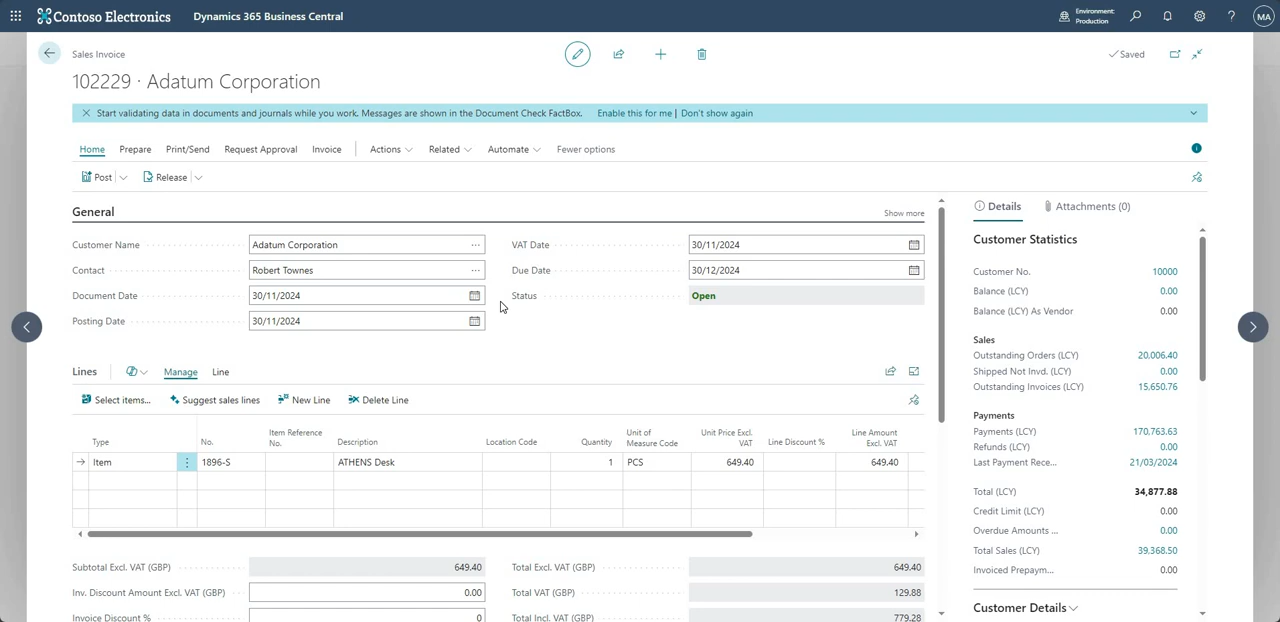 Contoso Electronics Dynamics 365 Business Central Environment: Production MA
Sales Invoice Saved
102229 · Adatum Corporation
Start validating data in documents and journals while you work. Messages are shown in the Document Check FactBox. Enable this for me | Don't show again
Home Prepare Print/Send Request Approval Invoice Actions Related Automate Fewer options
Post Release
General Show more
Customer Name Adatum Corporation ... VAT Date 30/11/2024
Contact Robert Townes ... Due Date 30/12/2024
Document Date 30/11/2024 Status Open
Posting Date 30/11/2024
Lines Manage Line
Select items... Suggest sales lines New Line Delete Line
Type No. Item Reference No. Description Location Code Quantity Unit of Measure Code Unit Price Excl. VAT Line Discount % Line Amount Excl. VAT
Item 1896-S ATHENS Desk 1 PCS 649.40 649.40
Subtotal Excl. VAT (GBP) 649.40 Total Excl. VAT (GBP) 649.40
Inv. Discount Amount Excl. VAT (GBP) 0.00 Total VAT (GBP) 129.88
Invoice Discount % 0 Total Incl. VAT (GBP) 779.28
Details Attachments (0)
Customer Statistics
Customer No. 10000
Balance (LCY) 0.00
Balance (LCY) As Vendor 0.00
Sales
Outstanding Orders (LCY) 20,006.40
Shipped Not Invd. (LCY) 0.00
Outstanding Invoices (LCY) 15,650.76
Payments
Payments (LCY) 170,763.63
Refunds (LCY) 0.00
Last Payment Rece... 21/03/2024
Total (LCY) 34,877.88
Credit Limit (LCY) 0.00
Overdue Amounts ... 0.00
Total Sales (LCY) 39,368.50
Invoiced Prepaym... 0.00
Customer Details